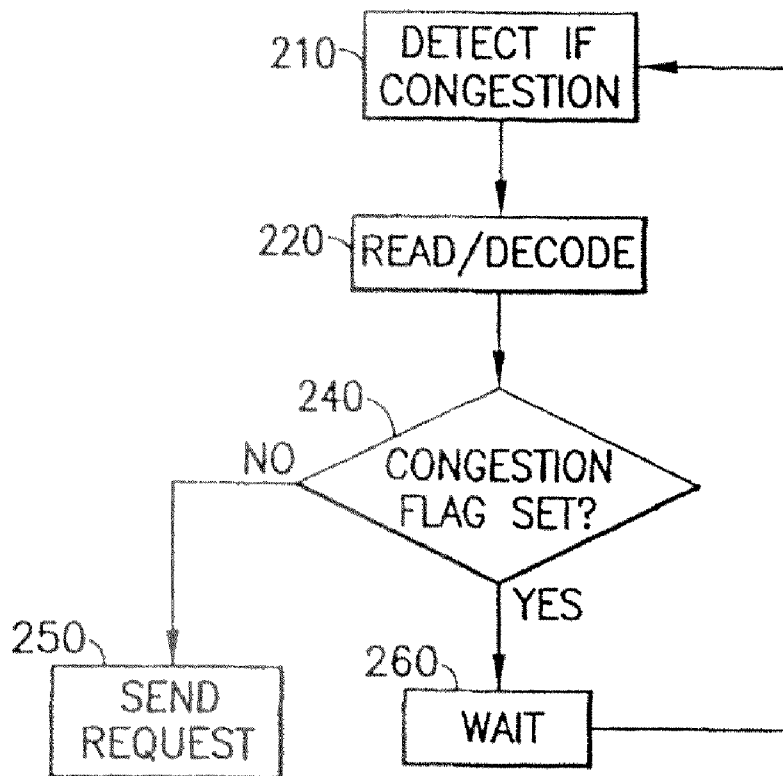 210
DETECT IF
CONGESTION
220
READ/DECODE
240
NO
CONGESTION
FLAG SET?
YES
250
SEND
REQUEST
260
WAIT